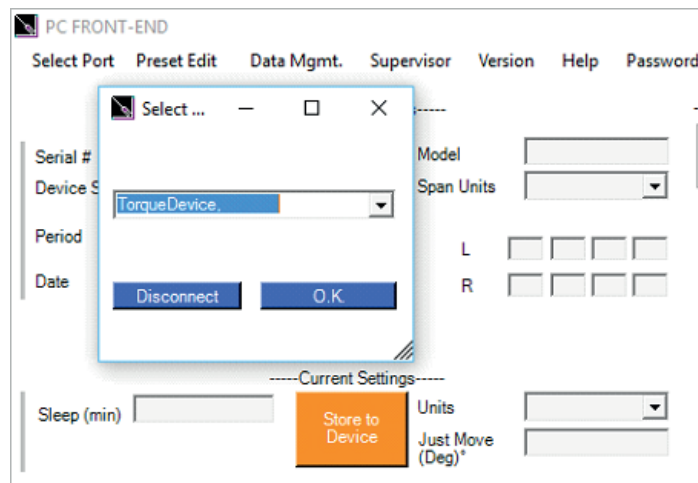 PC FRONT-END
Select Port Preset Edit Data Mgmt. Supervisor Version Help Password
Select ...
-----
Serial #
Model
Device S
Span Units
TorqueDevice,
Period
L
Date
R
Disconnect O.K.
-----Current Settings-----
Sleep (min)
Store to
Device
Units
Just Move
(Deg)°